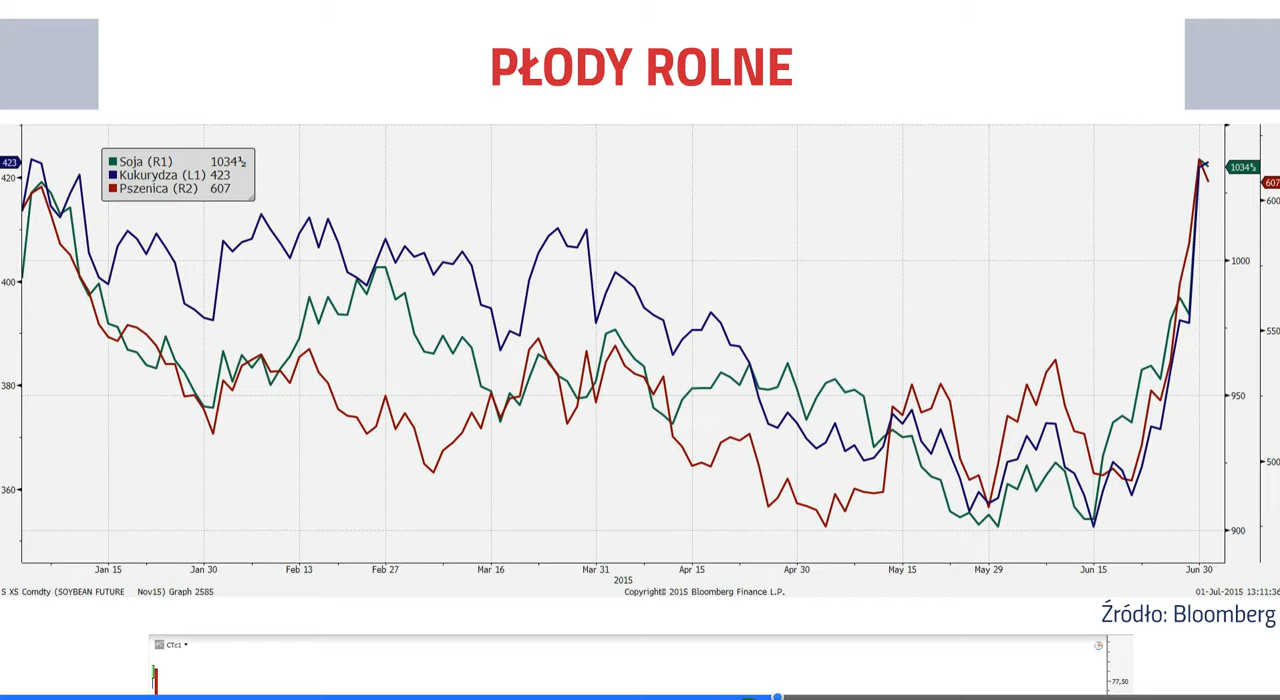 PŁODY ROLNE
Soja (R1) 1034½
Kukurydza (L1) 423
Pszenica (R2) 607
423
420
400
380
360
1034½
1000
950
900
607
600
550
500
Jan 15 Jan 30 Feb 13 Feb 27 Mar 16 Mar 31 Apr 15 Apr 30 May 15 May 29 Jun 15 Jun 30
2015
S X5 Comdty (SOYBEAN FUTURE Nov15) Graph 2585 Copyright© 2015 Bloomberg Finance L.P. 01-Jul-2015 13:11:36
Źródło: Bloomberg
CTc1
77,50